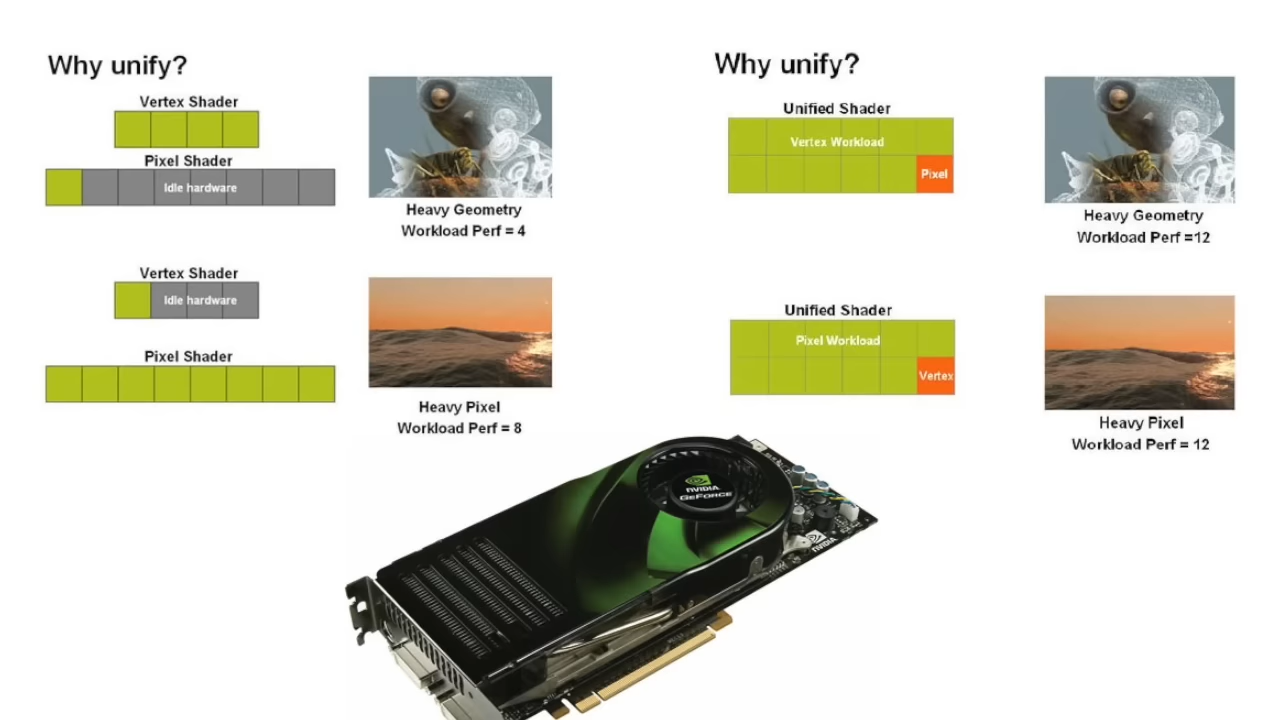 Why unify?
Vertex Shader
Pixel Shader
Idle hardware
Heavy Geometry
Workload Perf = 4
Vertex Shader
Idle hardware
Pixel Shader
Heavy Pixel
Workload Perf = 8
Why unify?
Unified Shader
Vertex Workload
Pixel
Heavy Geometry
Workload Perf =12
Unified Shader
Pixel Workload
Vertex
Heavy Pixel
Workload Perf = 12
NVIDIA
GEFORCE
NVIDIA